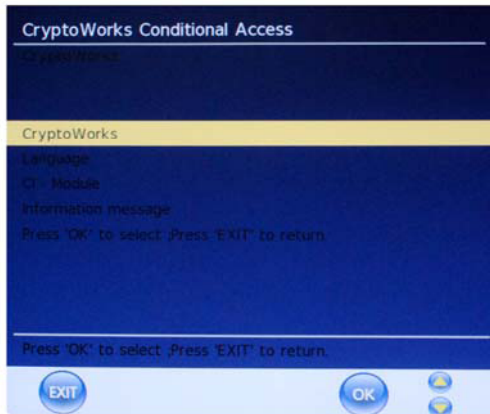 CryptoWorks Conditional Access
CryptoWorks
CryptoWorks
Language
CI - Module
Information message
Press 'OK' to select ;Press 'EXIT' to return.
Press 'OK' to select ;Press 'EXIT' to return.
EXIT
OK